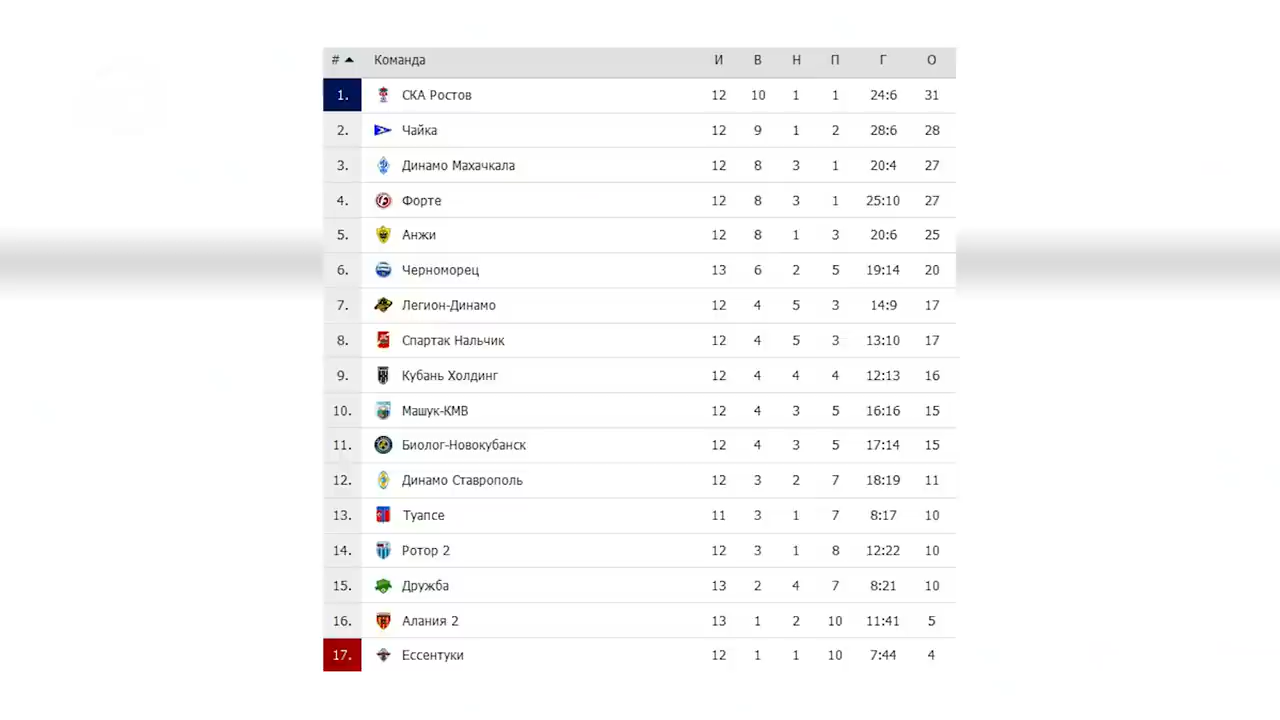 # Команда И В Н П Г О
1. СКА Ростов 12 10 1 1 24:6 31
2. Чайка 12 9 1 2 28:6 28
3. Динамо Махачкала 12 8 3 1 20:4 27
4. Форте 12 8 3 1 25:10 27
5. Анжи 12 8 1 3 20:6 25
6. Черноморец 13 6 2 5 19:14 20
7. Легион-Динамо 12 4 5 3 14:9 17
8. Спартак Нальчик 12 4 5 3 13:10 17
9. Кубань Холдинг 12 4 4 4 12:13 16
10. Машук-КМВ 12 4 3 5 16:16 15
11. Биолог-Новокубанск 12 4 3 5 17:14 15
12. Динамо Ставрополь 12 3 2 7 18:19 11
13. Туапсе 11 3 1 7 8:17 10
14. Ротор 2 12 3 1 8 12:22 10
15. Дружба 13 2 4 7 8:21 10
16. Алания 2 13 1 2 10 11:41 5
17. Ессентуки 12 1 1 10 7:44 4